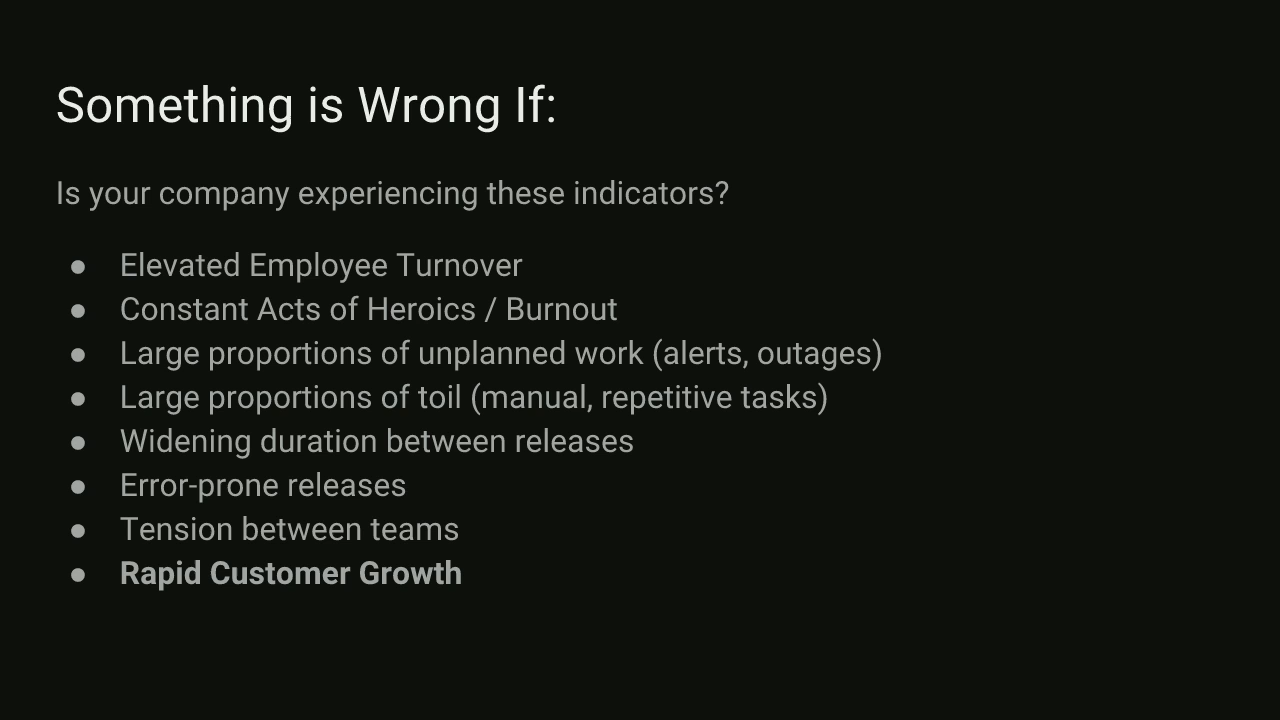 Something is Wrong If:
Is your company experiencing these indicators?
● Elevated Employee Turnover
● Constant Acts of Heroics / Burnout
● Large proportions of unplanned work (alerts, outages)
● Large proportions of toil (manual, repetitive tasks)
● Widening duration between releases
● Error-prone releases
● Tension between teams
● Rapid Customer Growth